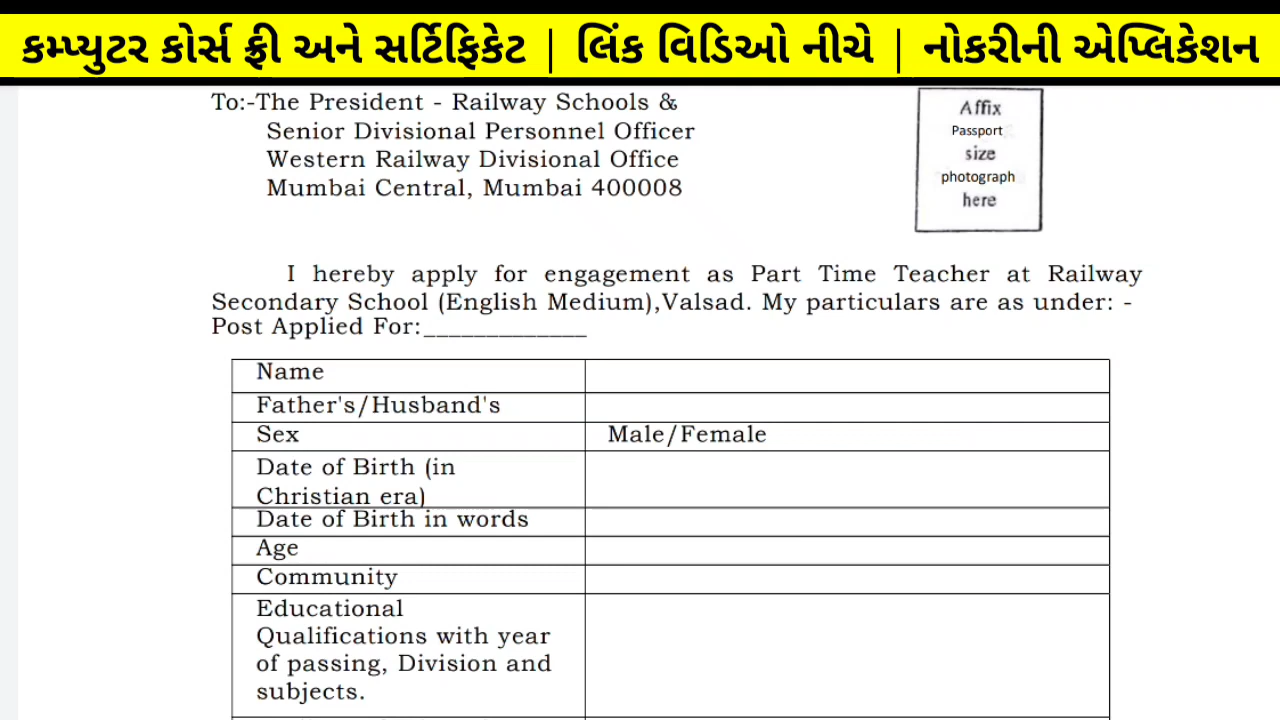 કમ્પ્યુટર કોર્સ ફ્રી અને સર્ટિફિકેટ | લિંક વિડિઓ નીચે | નોકરીની એપ્લિકેશન
To:-The President - Railway Schools &
Senior Divisional Personnel Officer
Western Railway Divisional Office
Mumbai Central, Mumbai 400008
Affix
Passport
size
photograph
here
I hereby apply for engagement as Part Time Teacher at Railway
Secondary School (English Medium),Valsad. My particulars are as under: -
Post Applied For:_____________
Name
Father's/Husband's
Sex Male/Female
Date of Birth (in
Christian era)
Date of Birth in words
Age
Community
Educational
Qualifications with year
of passing, Division and
subjects.